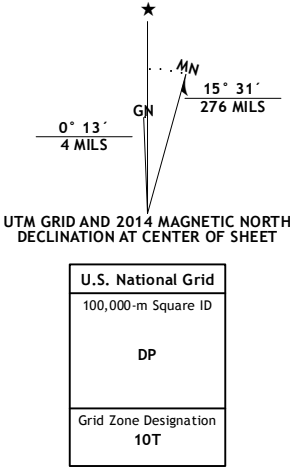 MN
15° 31´
276 MILS
GN
0° 13´
4 MILS
UTM GRID AND 2014 MAGNETIC NORTH
DECLINATION AT CENTER OF SHEET
U.S. National Grid
100,000-m Square ID
DP
Grid Zone Designation
10T